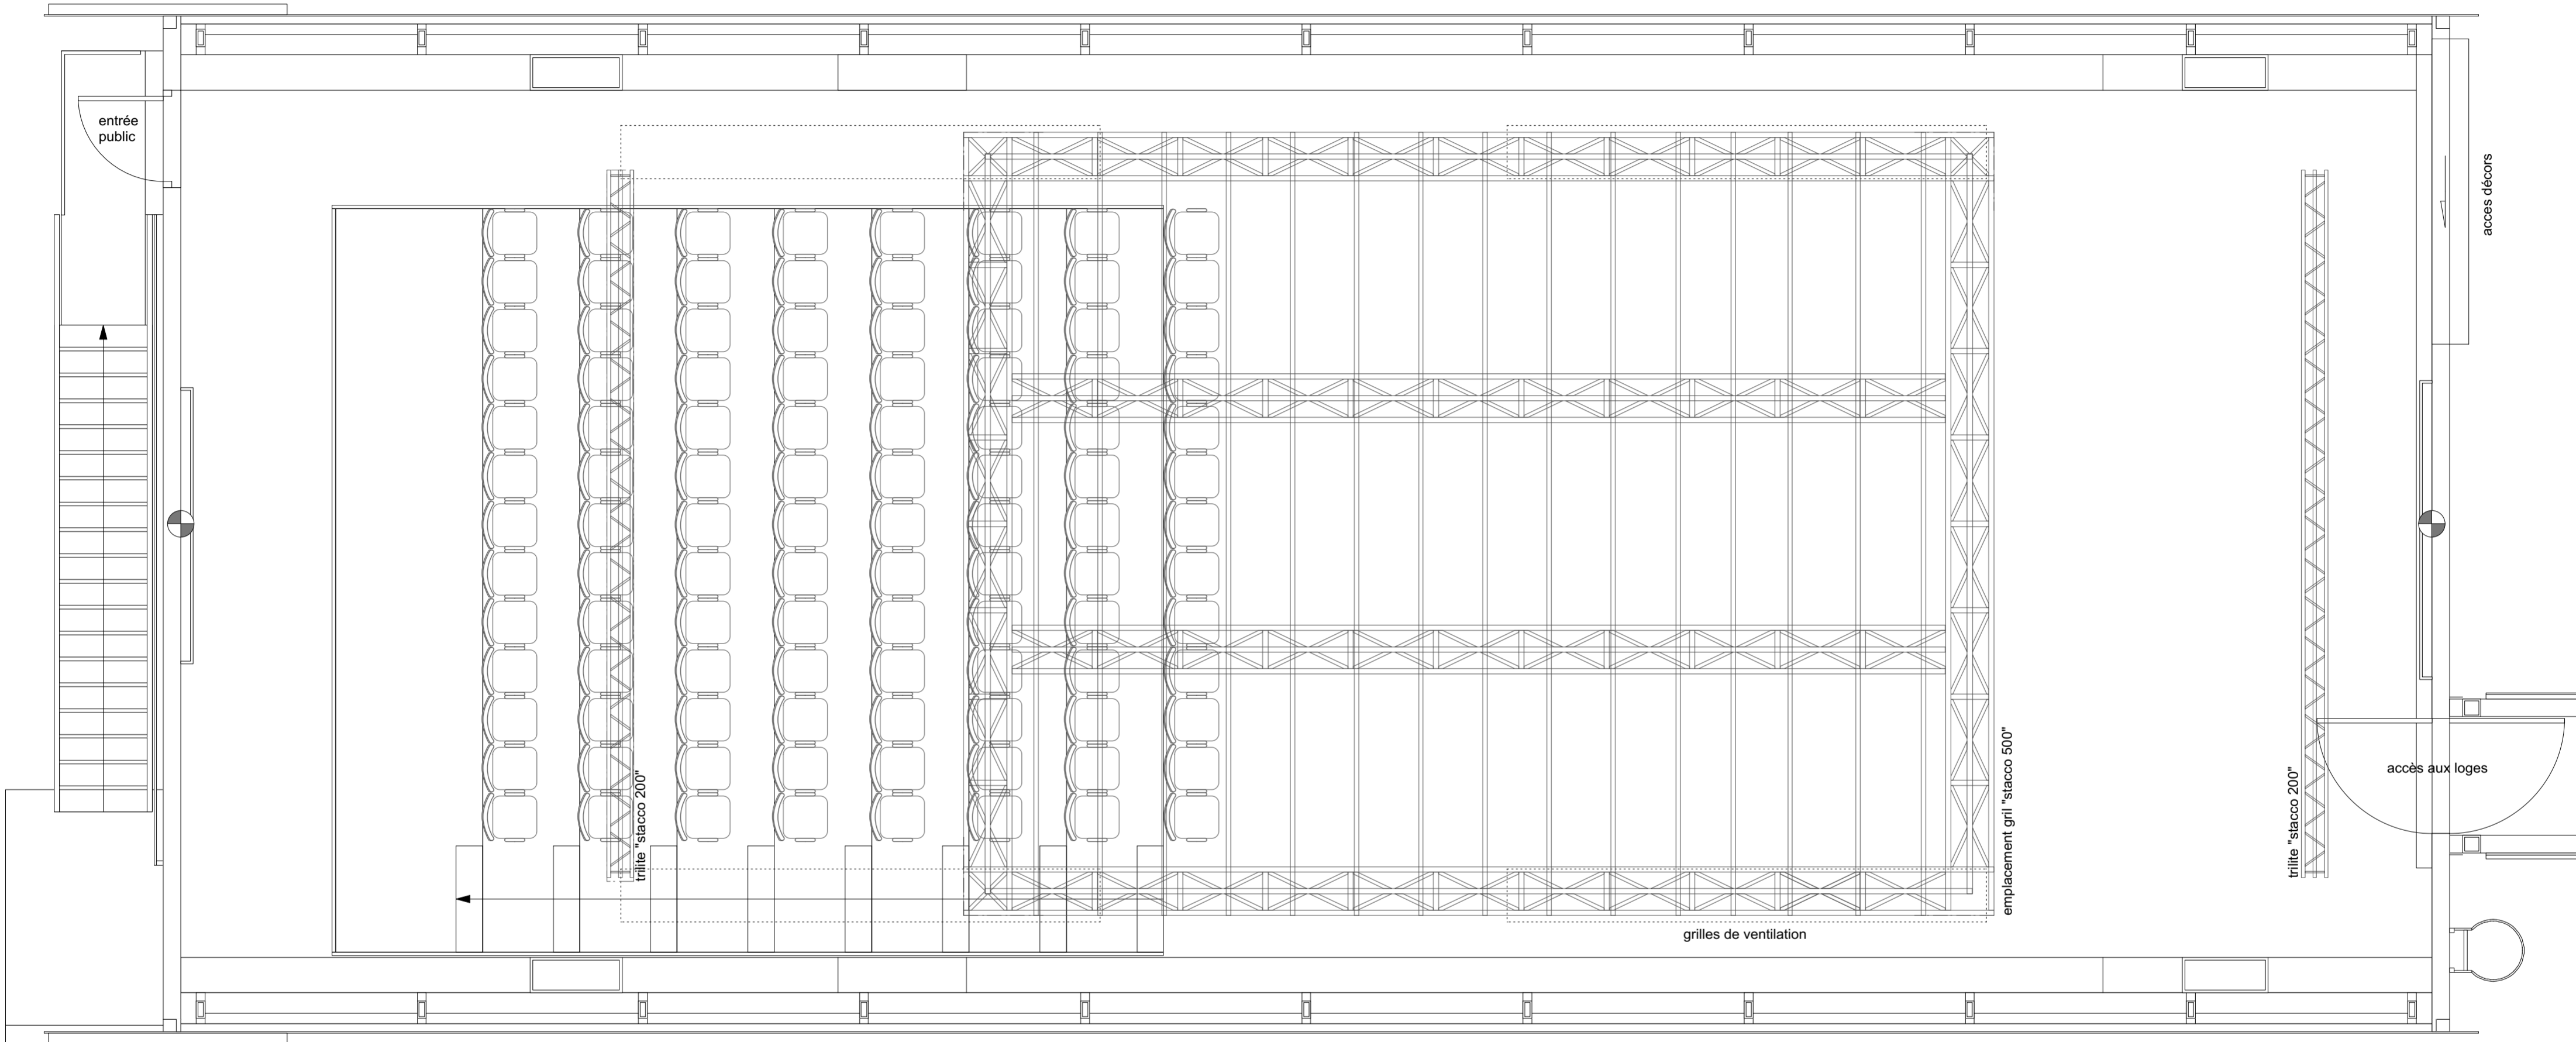 entrée
public
acces décors
trilite "stacco 200"
emplacement gril "stacco 500"
trilite "stacco 200"
accès aux loges
grilles de ventilation